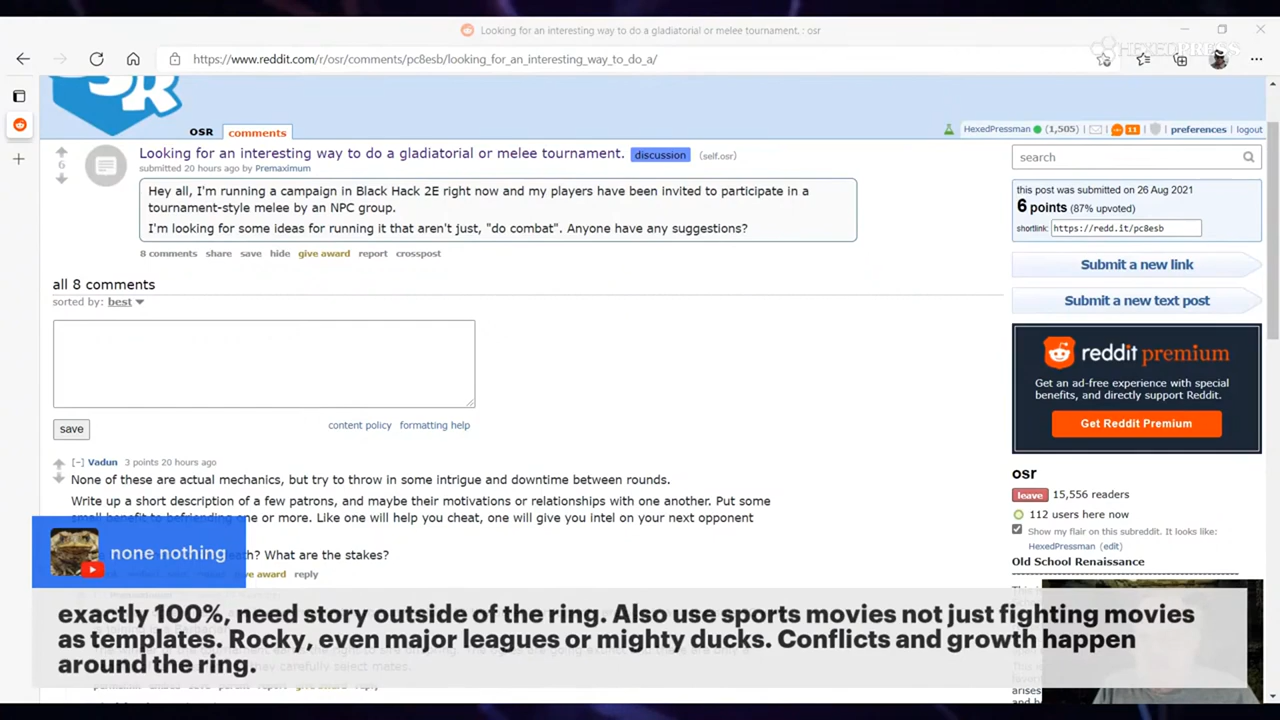 Looking for an interesting way to do a gladiatorial or melee tournament. : osr
HEXEDPRESS
https://www.reddit.com/r/osr/comments/pc8esb/looking_for_an_interesting_way_to_do_a/
SR
OSR comments
HexedPressman (1,505) 11 preferences logout
6
Looking for an interesting way to do a gladiatorial or melee tournament. discussion (self.osr)
submitted 20 hours ago by Premaximum
Hey all, I'm running a campaign in Black Hack 2E right now and my players have been invited to participate in a
tournament-style melee by an NPC group.
I'm looking for some ideas for running it that aren't just, "do combat". Anyone have any suggestions?
8 comments share save hide give award report crosspost
all 8 comments
sorted by: best
save
content policy formatting help
[-] Vadun 3 points 20 hours ago
None of these are actual mechanics, but try to throw in some intrigue and downtime between rounds.
Write up a short description of a few patrons, and maybe their motivations or relationships with one another. Put some
small benefit to befriending one or more. Like one will help you cheat, one will give you intel on your next opponent
What are the stakes?
give award reply
none nothing
exactly 100%, need story outside of the ring. Also use sports movies not just fighting movies
as templates. Rocky, even major leagues or mighty ducks. Conflicts and growth happen
around the ring.
search
this post was submitted on 26 Aug 2021
6 points (87% upvoted)
shortlink: https://redd.it/pc8esb
Submit a new link
Submit a new text post
reddit premium
Get an ad-free experience with special
benefits, and directly support Reddit.
Get Reddit Premium
osr
leave 15,556 readers
112 users here now
Show my flair on this subreddit. It looks like:
HexedPressman (edit)
Old School Renaissance